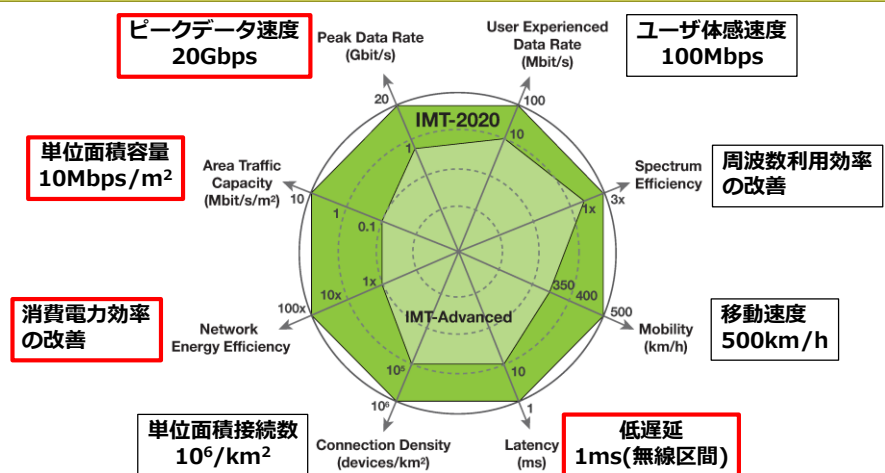 ピークデータ速度
20Gbps
Peak Data Rate
(Gbit/s)
User Experienced
Data Rate
(Mbit/s)
ユーザ体感速度
100Mbps
20
100
IMT-2020
1
10
単位面積容量
10Mbps/m²
Area Traffic
Capacity
(Mbit/s/m²)
10
1
0.1
Spectrum
Efficiency
1x
3x
周波数利用効率
の改善
消費電力効率
の改善
Network
Energy Efficiency
100x
10x
1x
IMT-Advanced
350
400
500
Mobility
(km/h)
移動速度
500km/h
10⁵
10⁶
10
1
単位面積接続数
10⁶/km²
Connection Density
(devices/km²)
Latency
(ms)
低遅延
1ms(無線区間)